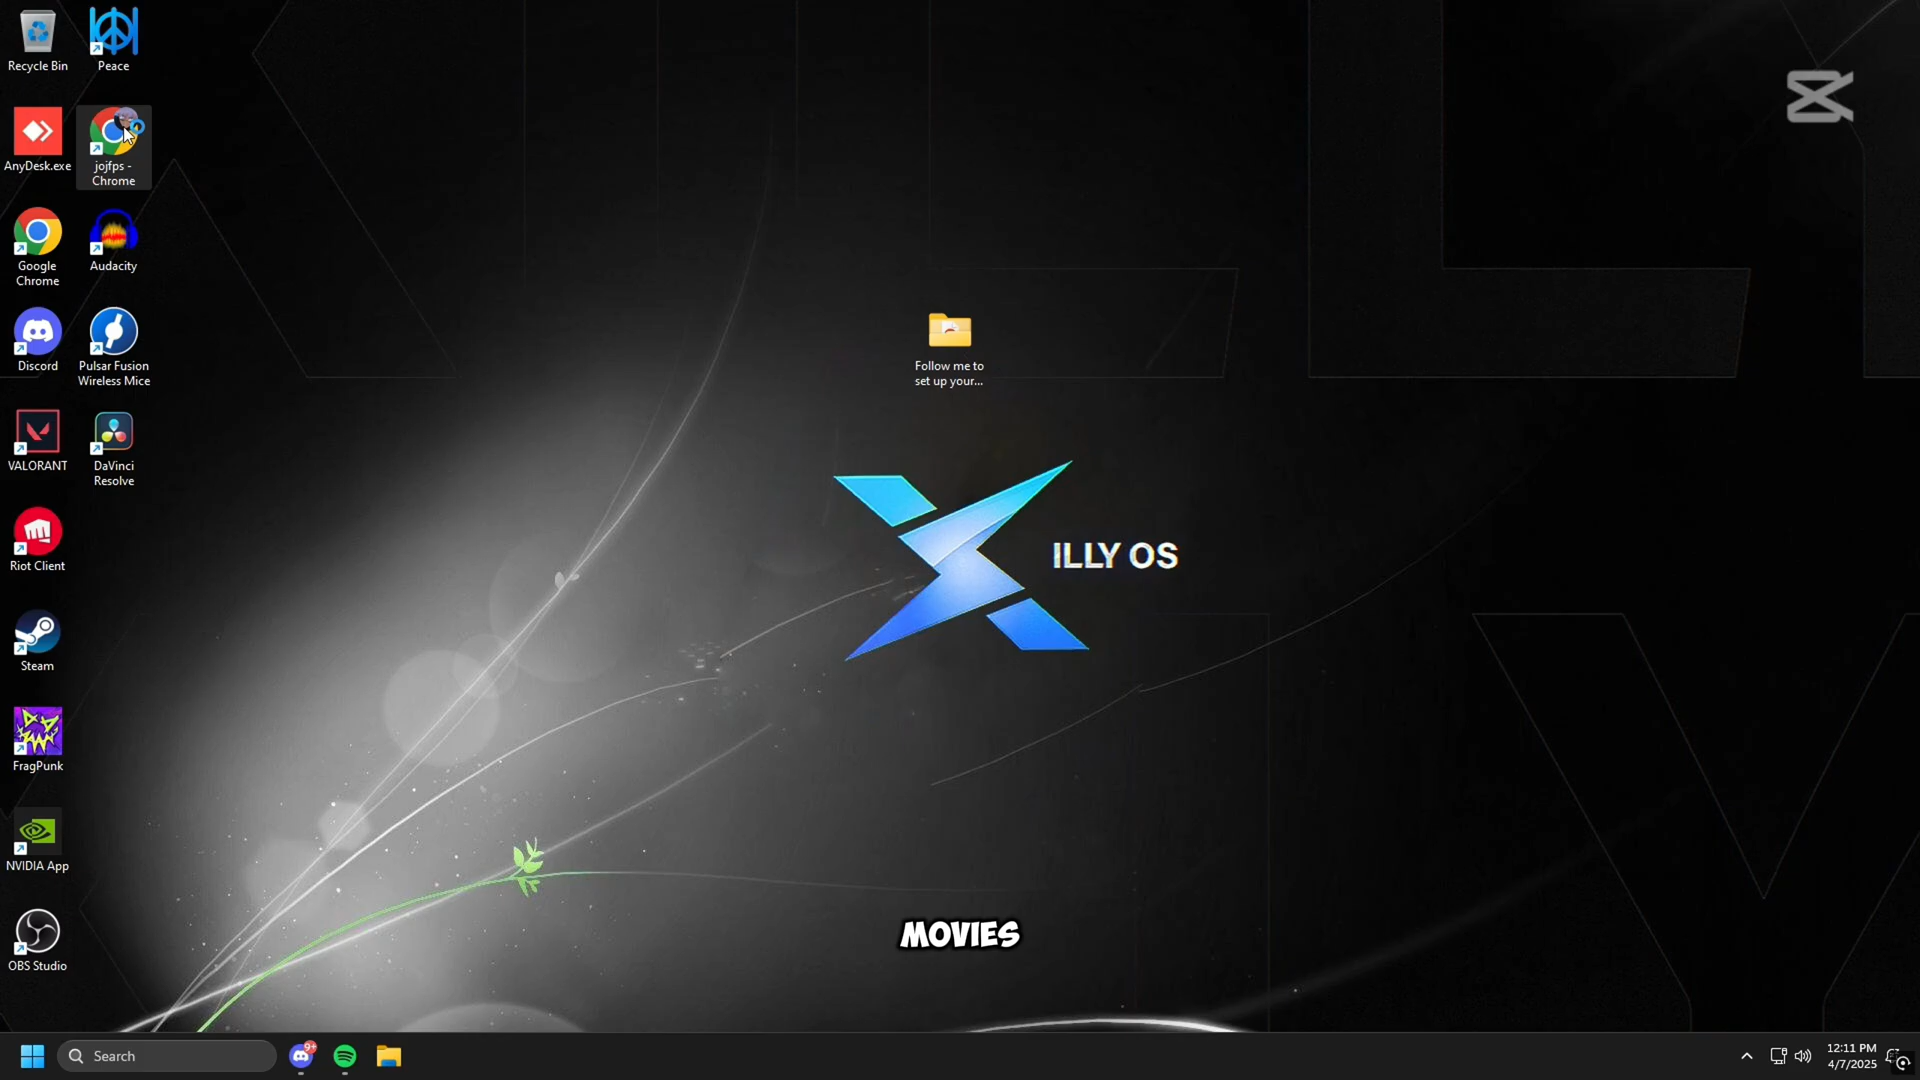 Recycle Bin
Peace
AnyDesk.exe
jojfps -
Chrome
Google
Chrome
Audacity
Discord
Pulsar Fusion
Wireless Mice
VALORANT
DaVinci
Resolve
Riot Client
Steam
FragPunk
NVIDIA App
OBS Studio
Follow me to
set up your...
ILLY OS
MOVIES
Search
9+
12:11 PM
4/7/2025